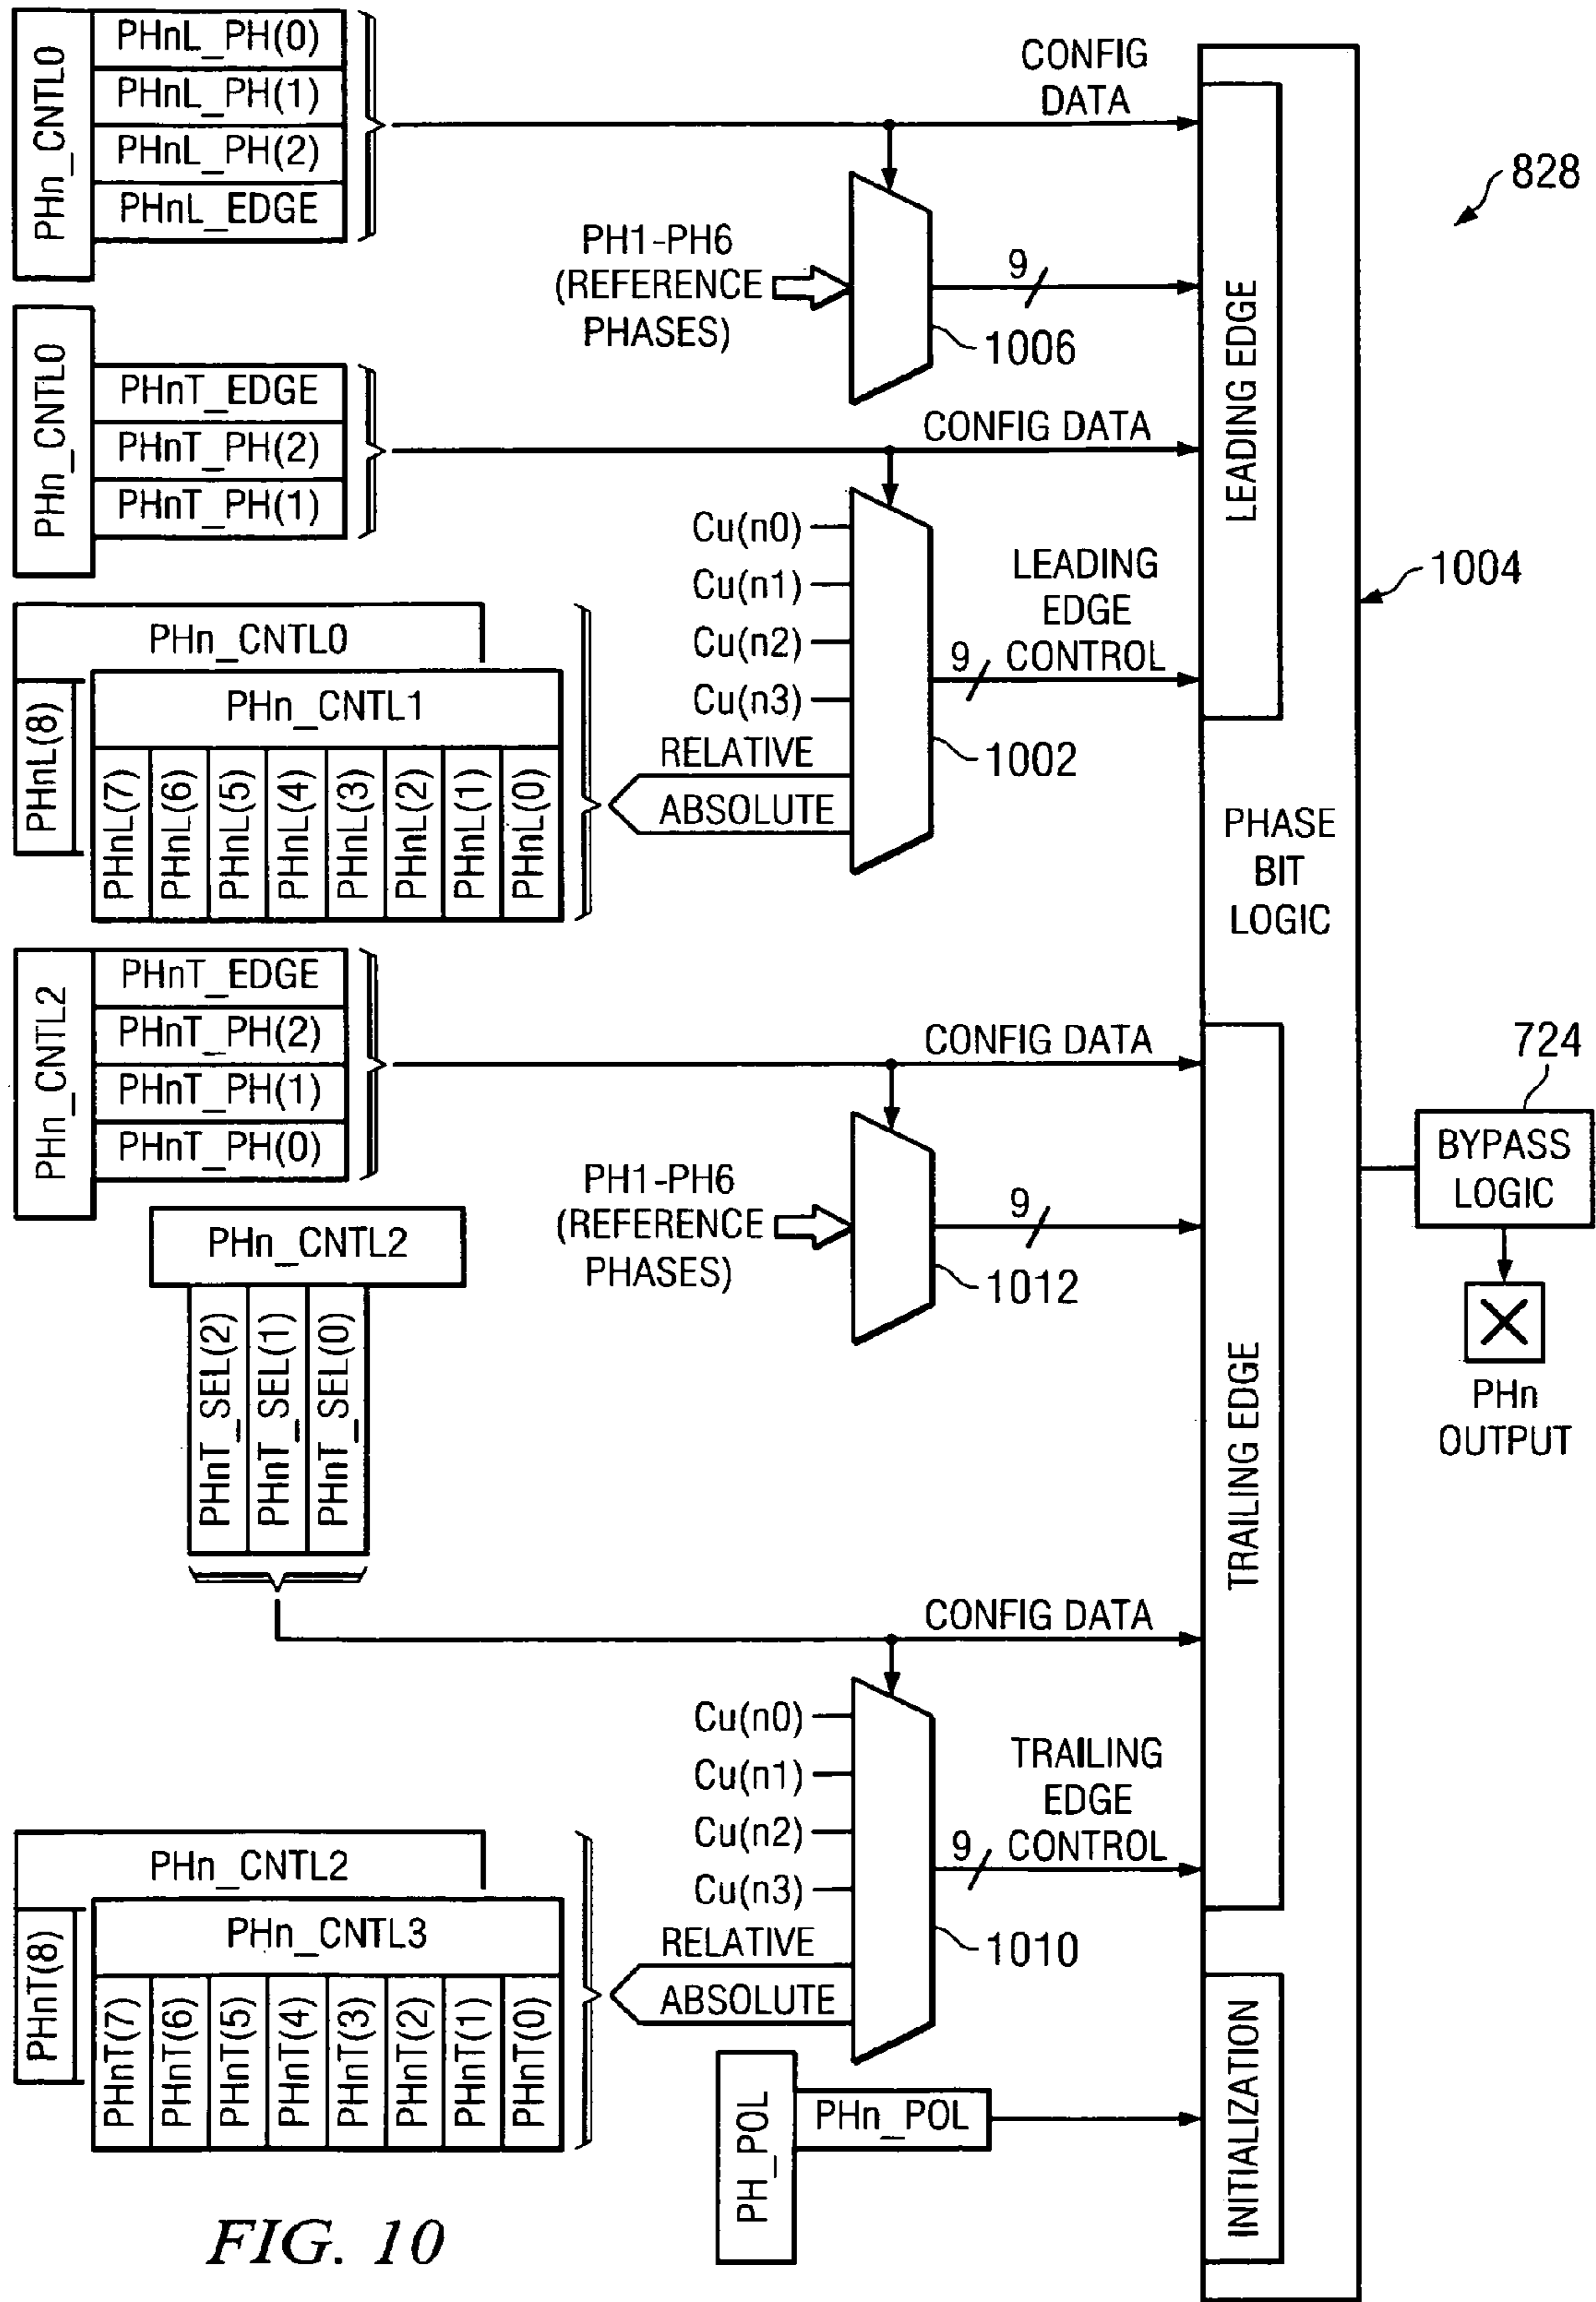 PHn_CNTL0
PHnL_PH(0)
PHnL_PH(1)
PHnL_PH(2)
PHnL_EDGE
CONFIG
DATA
828
PH1-PH6
(REFERENCE
PHASES)
9
1006
LEADING EDGE
PHn_CNTL0
PHnT_EDGE
PHnT_PH(2)
PHnT_PH(1)
CONFIG DATA
Cu(n0)
Cu(n1)
Cu(n2)
Cu(n3)
RELATIVE
ABSOLUTE
LEADING
EDGE
CONTROL
9
1002
1004
PHn_CNTL0
PHnL(8)
PHn_CNTL1
PHnL(7)
PHnL(6)
PHnL(5)
PHnL(4)
PHnL(3)
PHnL(2)
PHnL(1)
PHnL(0)
PHASE
BIT
LOGIC
PHn_CNTL2
PHnT_EDGE
PHnT_PH(2)
PHnT_PH(1)
PHnT_PH(0)
CONFIG DATA
724
BYPASS
LOGIC
PHn
OUTPUT
PH1-PH6
(REFERENCE
PHASES)
9
1012
TRAILING EDGE
PHn_CNTL2
PHnT_SEL(2)
PHnT_SEL(1)
PHnT_SEL(0)
CONFIG DATA
Cu(n0)
Cu(n1)
Cu(n2)
Cu(n3)
RELATIVE
ABSOLUTE
TRAILING
EDGE
CONTROL
9
1010
PHn_CNTL2
PHnT(8)
PHn_CNTL3
PHnT(7)
PHnT(6)
PHnT(5)
PHnT(4)
PHnT(3)
PHnT(2)
PHnT(1)
PHnT(0)
PH_POL
PHn_POL
INITIALIZATION
FIG. 10